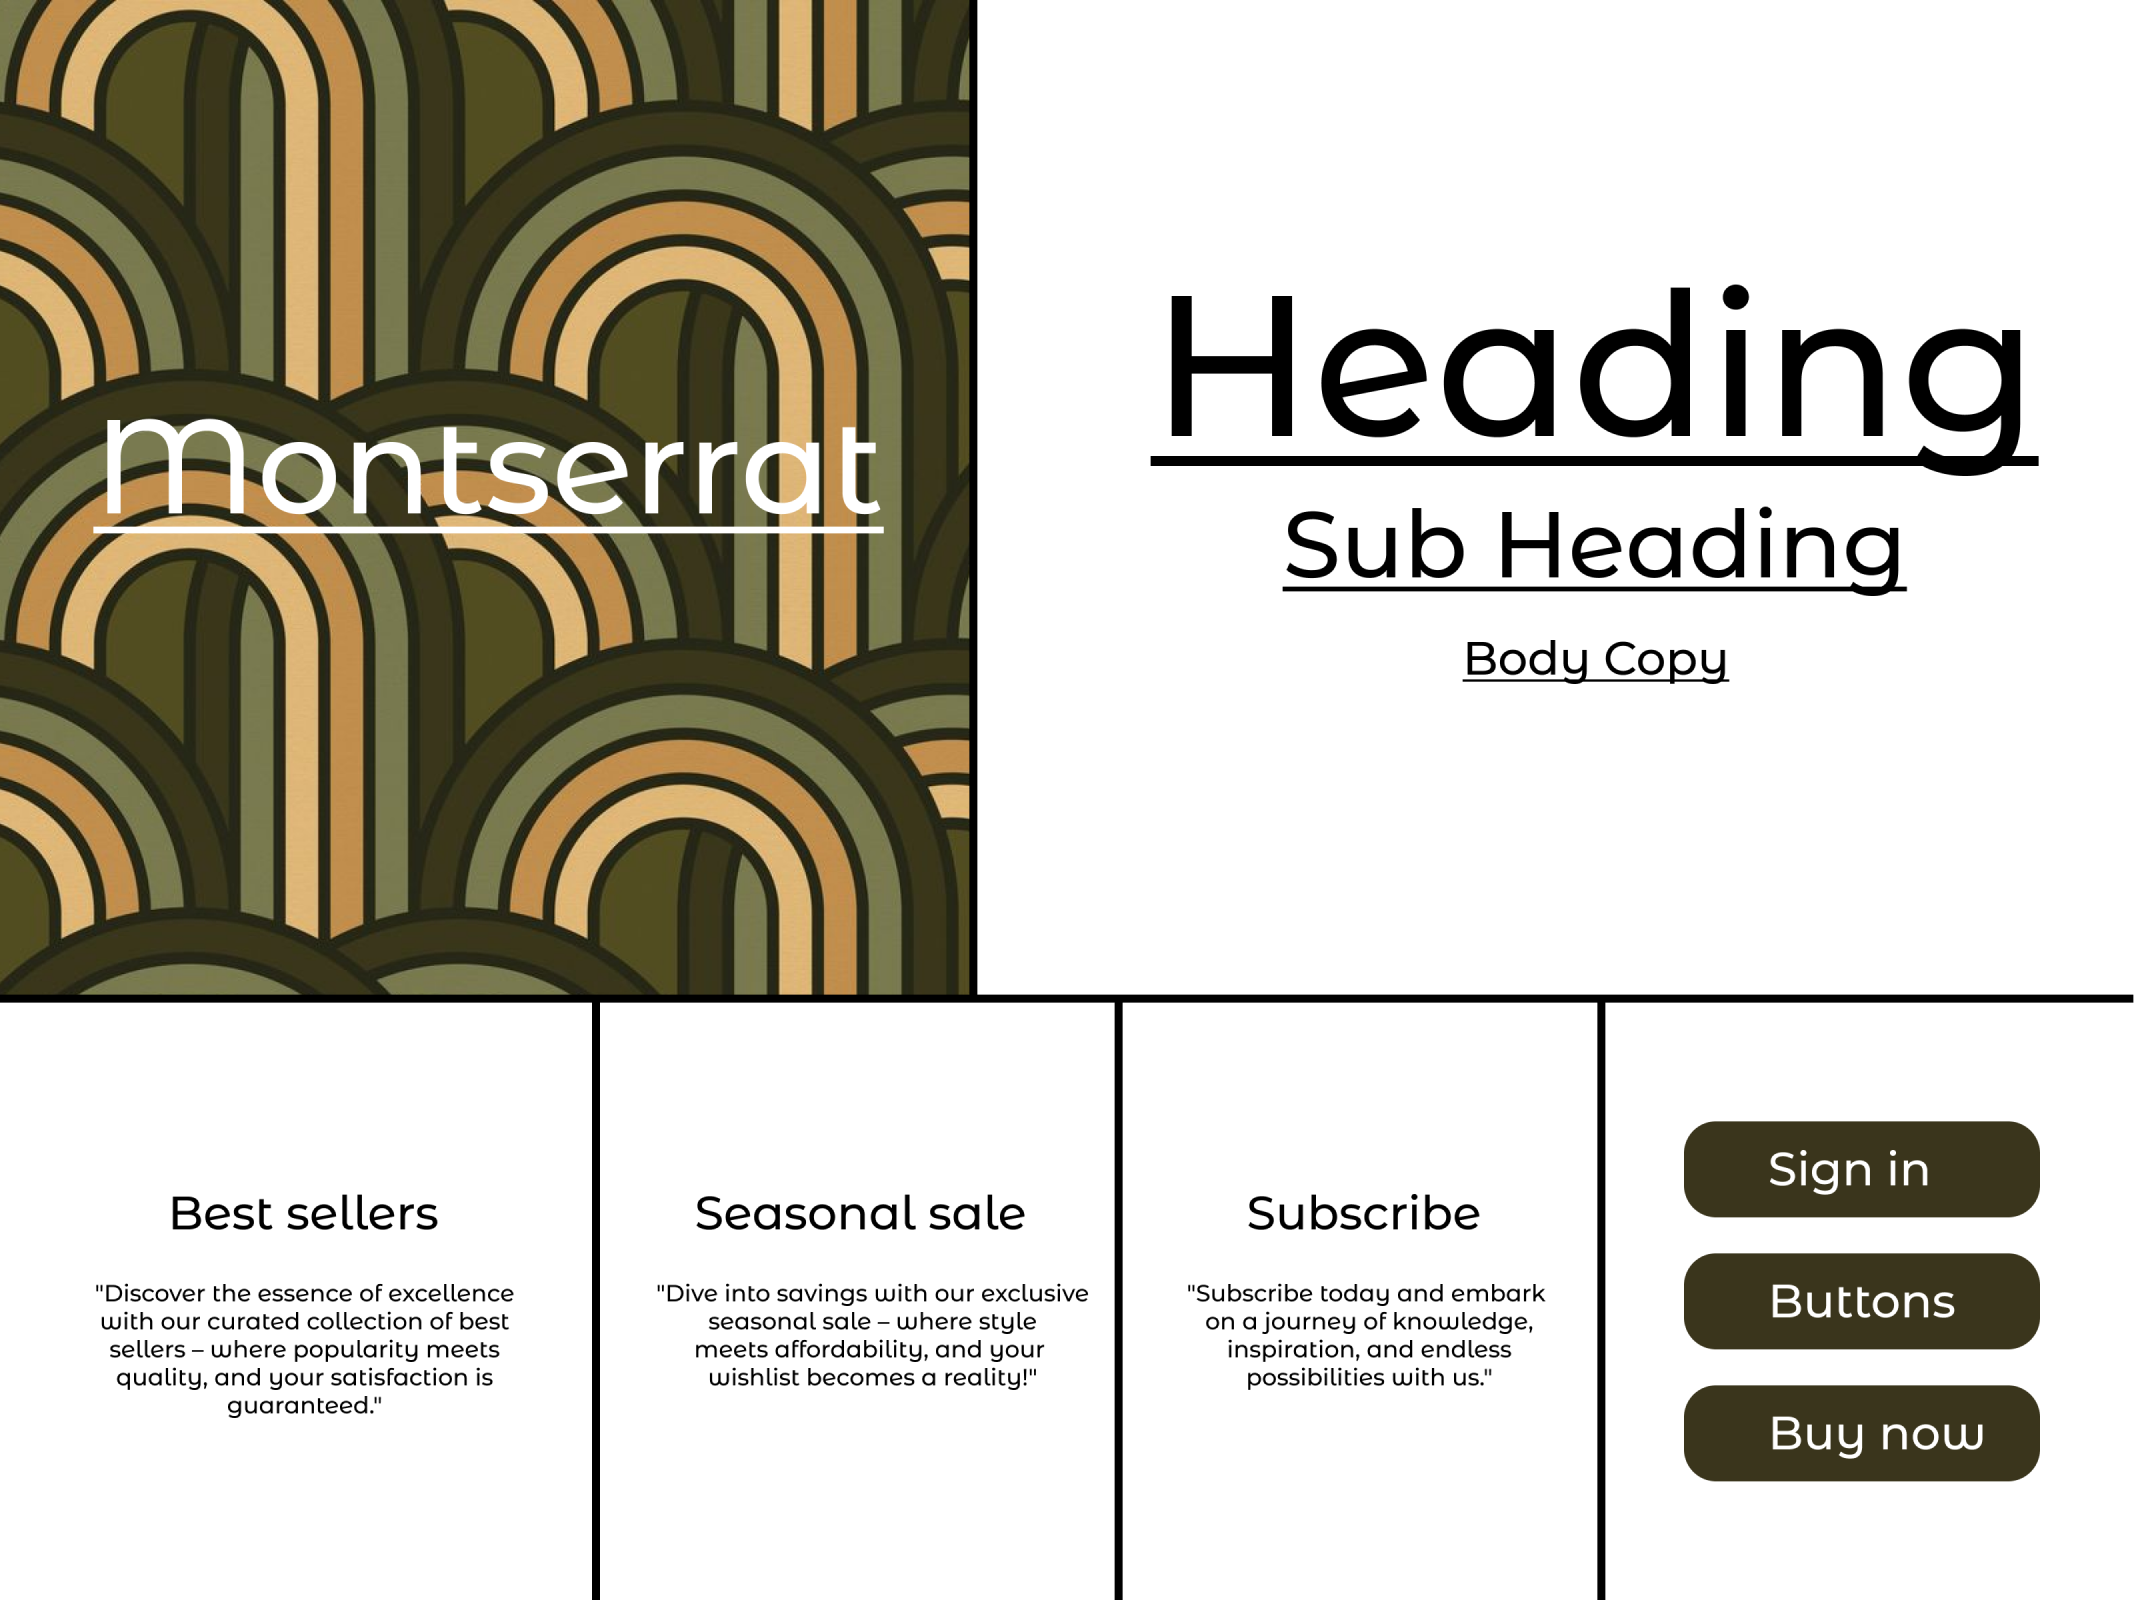 Montserrat
Heading
Sub Heading
Body Copy
Best sellers
"Discover the essence of excellence
with our curated collection of best
sellers – where popularity meets
quality, and your satisfaction is
guaranteed."
Seasonal sale
"Dive into savings with our exclusive
seasonal sale – where style
meets affordability, and your
wishlist becomes a reality!"
Subscribe
"Subscribe today and embark
on a journey of knowledge,
inspiration, and endless
possibilities with us."
Sign in
Buttons
Buy now